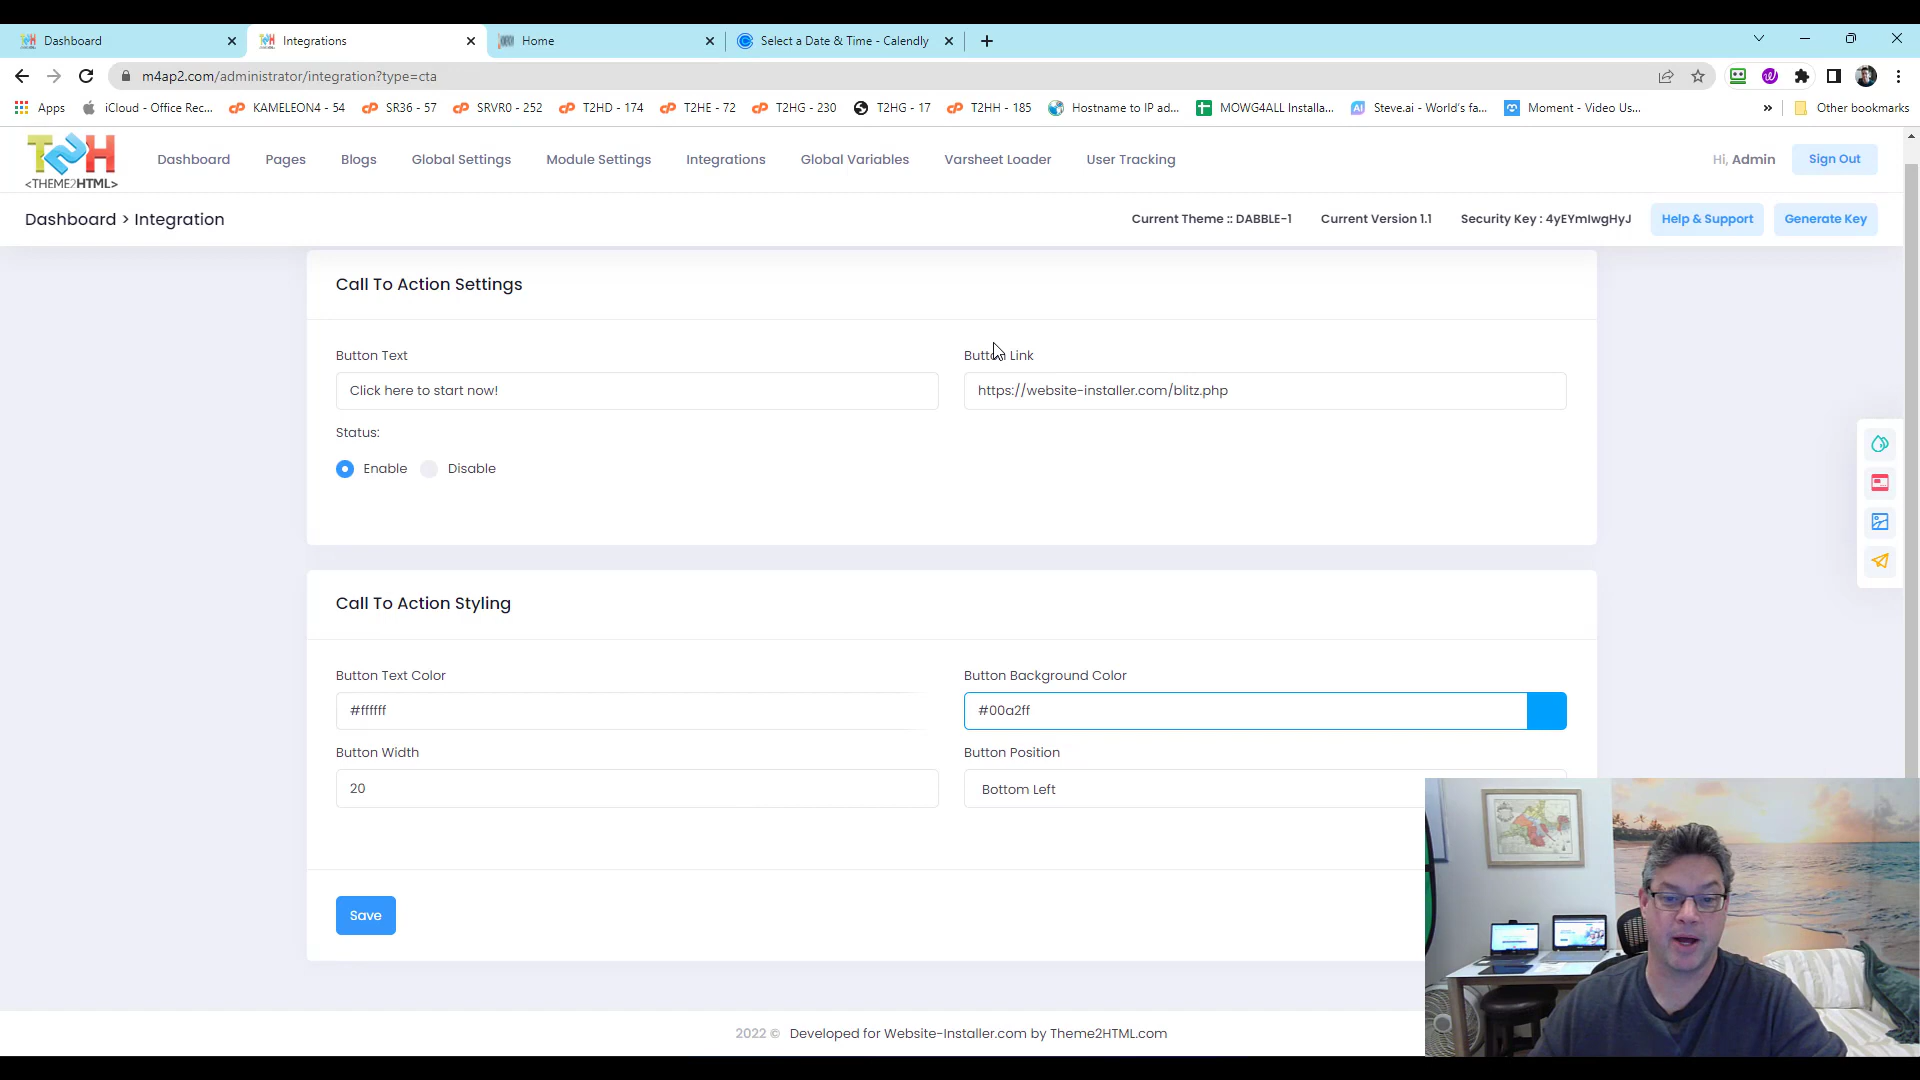 Dashboard
Integrations
Home
Select a Date & Time - Calendly
m4ap2.com/administrator/integration?type=cta
Apps
iCloud - Office Rec...
KAMELEON4 - 54
SR36 - 57
SRVR0 - 252
T2HD - 174
T2HE - 72
T2HG - 230
T2HG - 17
T2HH - 185
Hostname to IP ad...
MOWG4ALL Installa...
Steve.ai - World's fa...
Moment - Video Us...
»
Other bookmarks
T2H
<THEME2HTML>
Dashboard
Pages
Blogs
Global Settings
Module Settings
Integrations
Global Variables
Varsheet Loader
User Tracking
Hi, Admin
Sign Out
Dashboard > Integration
Current Theme :: DABBLE-1
Current Version 1.1
Security Key : 4yEYmIwgHyJ
Help & Support
Generate Key
Call To Action Settings
Button Text
Button Link
Click here to start now!
https://website-installer.com/blitz.php
Status:
Enable
Disable
Call To Action Styling
Button Text Color
Button Background Color
#ffffff
#00a2ff
Button Width
Button Position
20
Bottom Left
Save
2022 © Developed for Website-Installer.com by Theme2HTML.com